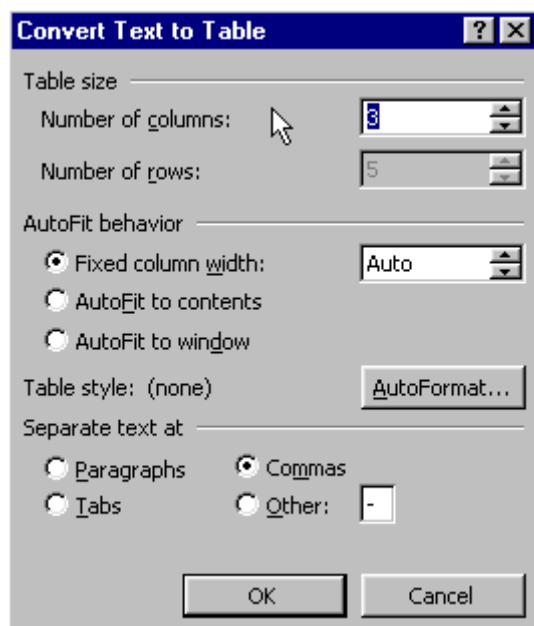 Convert Text to Table
Table size
Number of columns: 3
Number of rows: 5
AutoFit behavior
Fixed column width: Auto
AutoFit to contents
AutoFit to window
Table style: (none) AutoFormat...
Separate text at
Paragraphs Commas
Tabs Other: -
OK Cancel